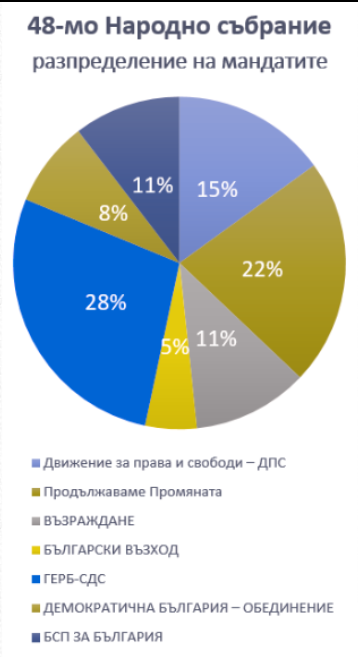 48-мо Народно събрание
разпределение на мандатите
11%
15%
8%
22%
28%
5%
11%
Движение за права и свободи – ДПС
Продължаваме Промяната
ВЪЗРАЖДАНЕ
БЪЛГАРСКИ ВЪЗХОД
ГЕРБ-СДС
ДЕМОКРАТИЧНА БЪЛГАРИЯ – ОБЕДИНЕНИЕ
БСП ЗА БЪЛГАРИЯ